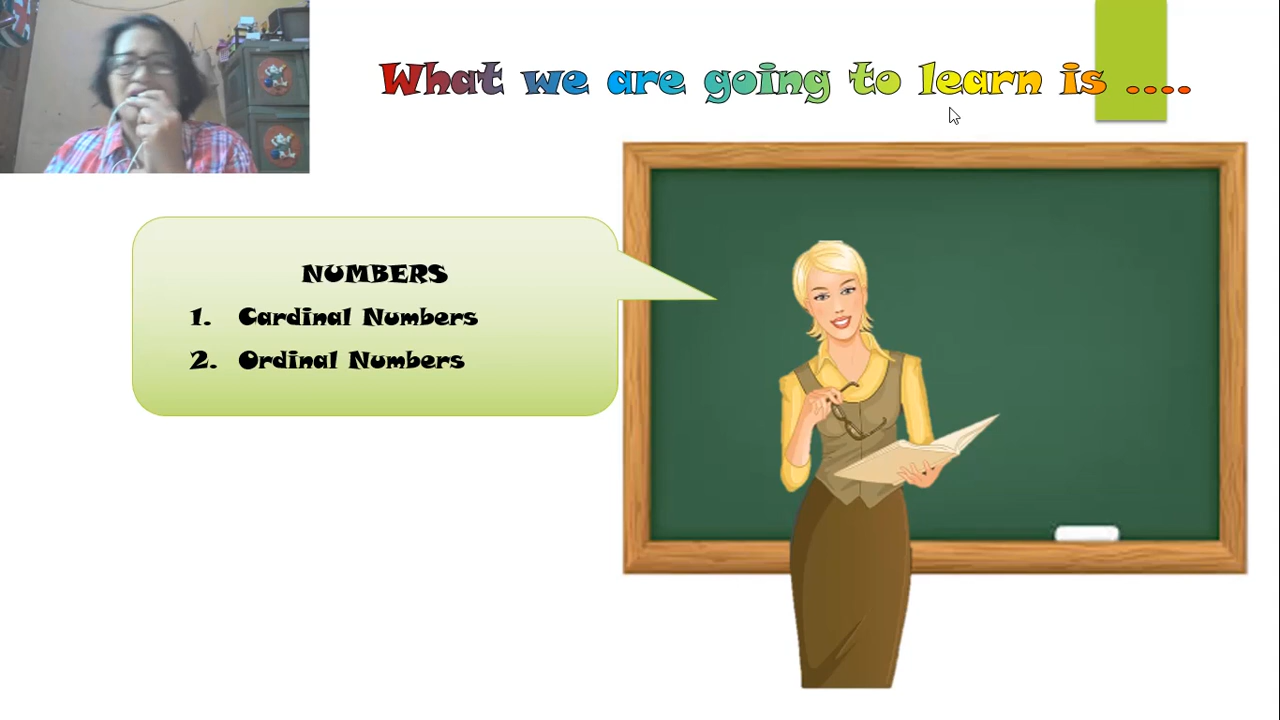 What we are going to learn is ....
NUMBERS
1. Cardinal Numbers
2. Ordinal Numbers